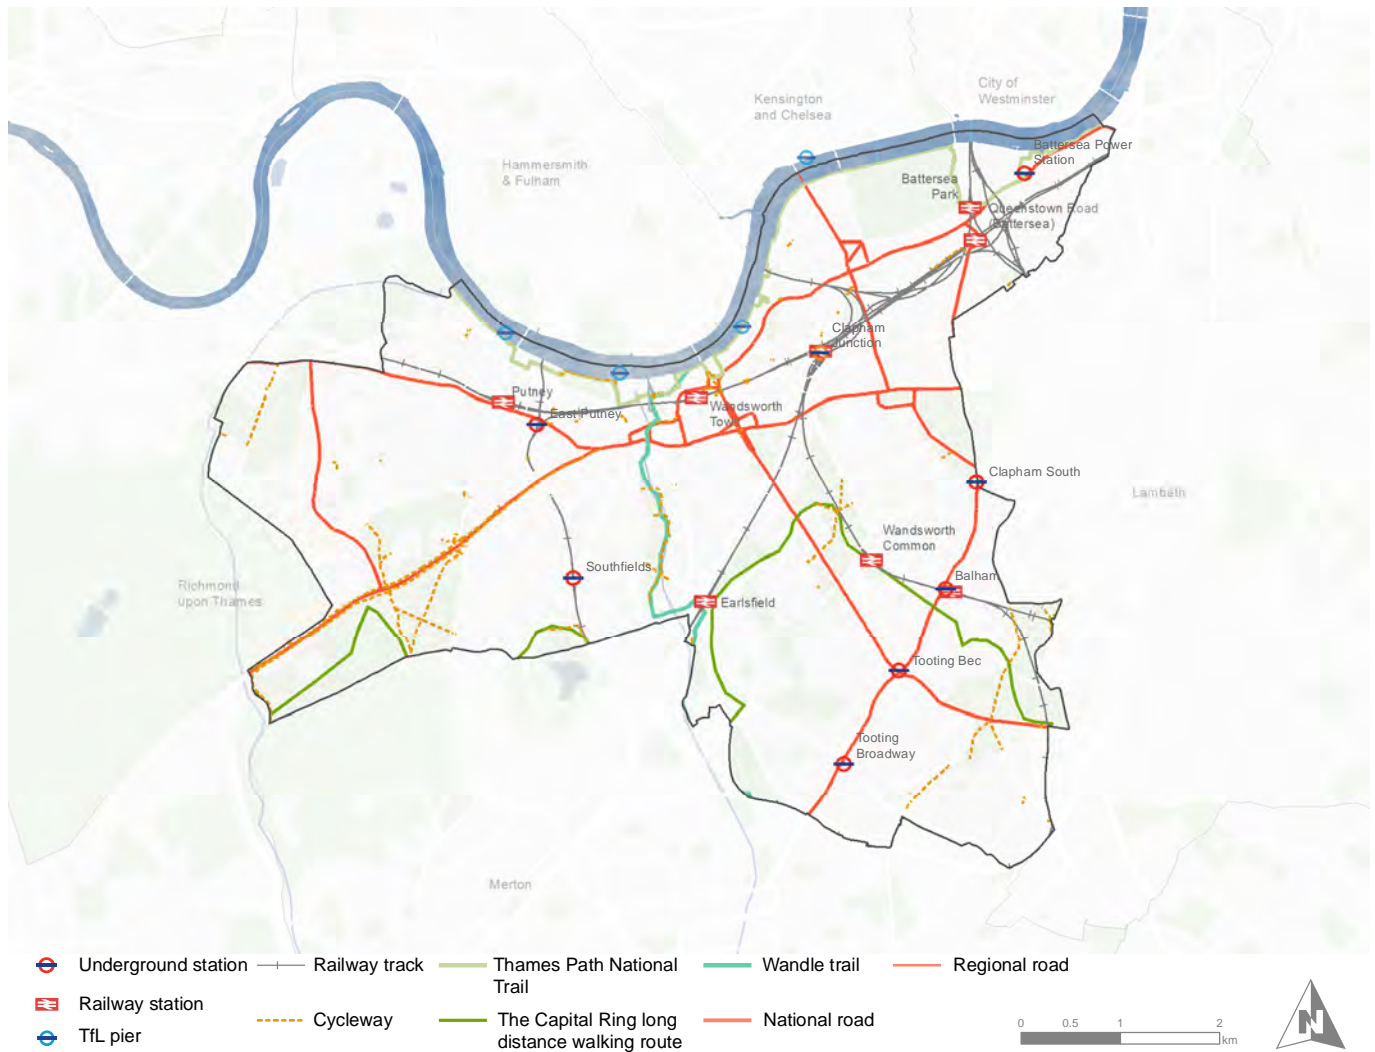 City of
Westminster
Kensington
and Chelsea
Battersea Power
Station
Hammersmith
& Fulham
Battersea
Park
Queenstown Road
(Battersea)
Clapham
Junction
Putney
East Putney
Wandsworth
Town
Clapham South
Lambeth
Wandsworth
Common
Southfields
Balham
Richmond
upon Thames
Earlsfield
Tooting Bec
Tooting
Broadway
Merton
Underground station
Railway track
Thames Path National
Trail
Wandle trail
Regional road
Railway station
Cycleway
The Capital Ring long
distance walking route
National road
TfL pier
0 0.5 1 2
km
N